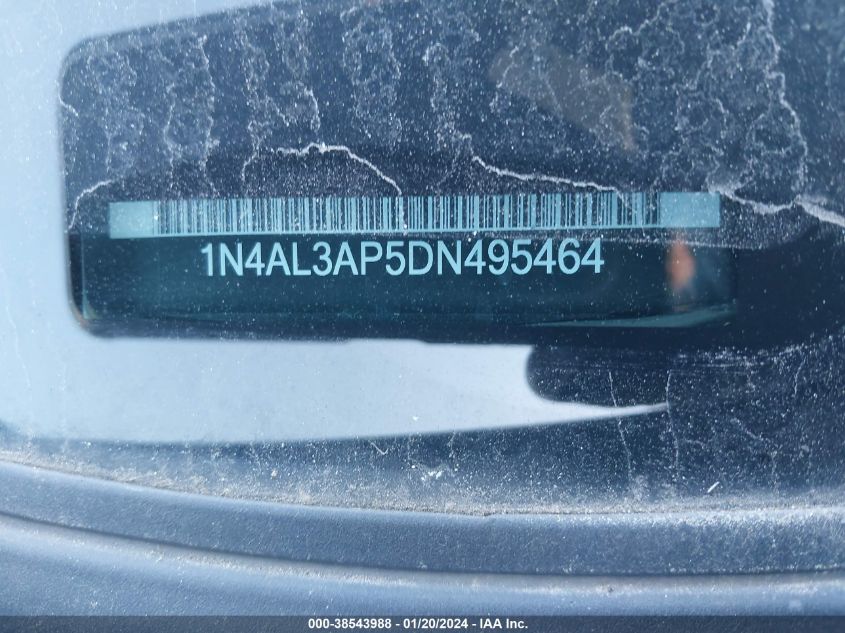 1N4AL3AP5DN495464
000-38543988 - 01/20/2024 - IAA Inc.